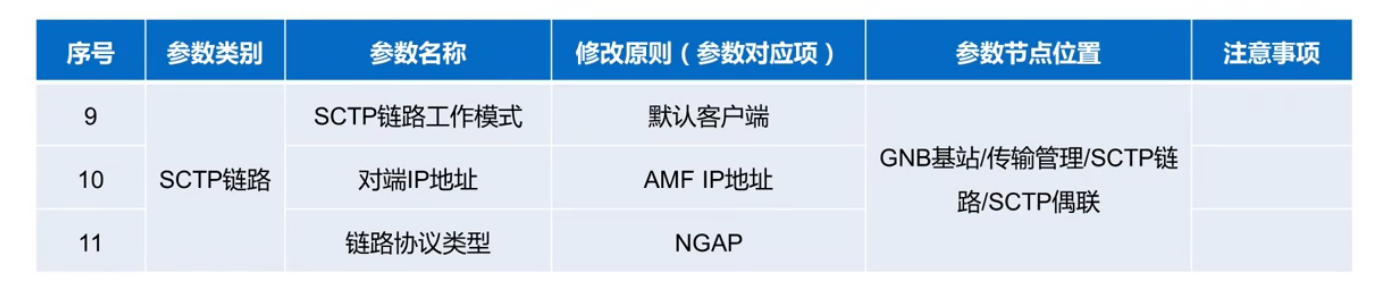 序号 参数类别 参数名称 修改原则（参数对应项） 参数节点位置 注意事项
9 SCTP链路工作模式 默认客户端
SCTP链路 GNB基站/传输管理/SCTP链
路/SCTP偶联
10 对端IP地址 AMF IP地址
11 链路协议类型 NGAP